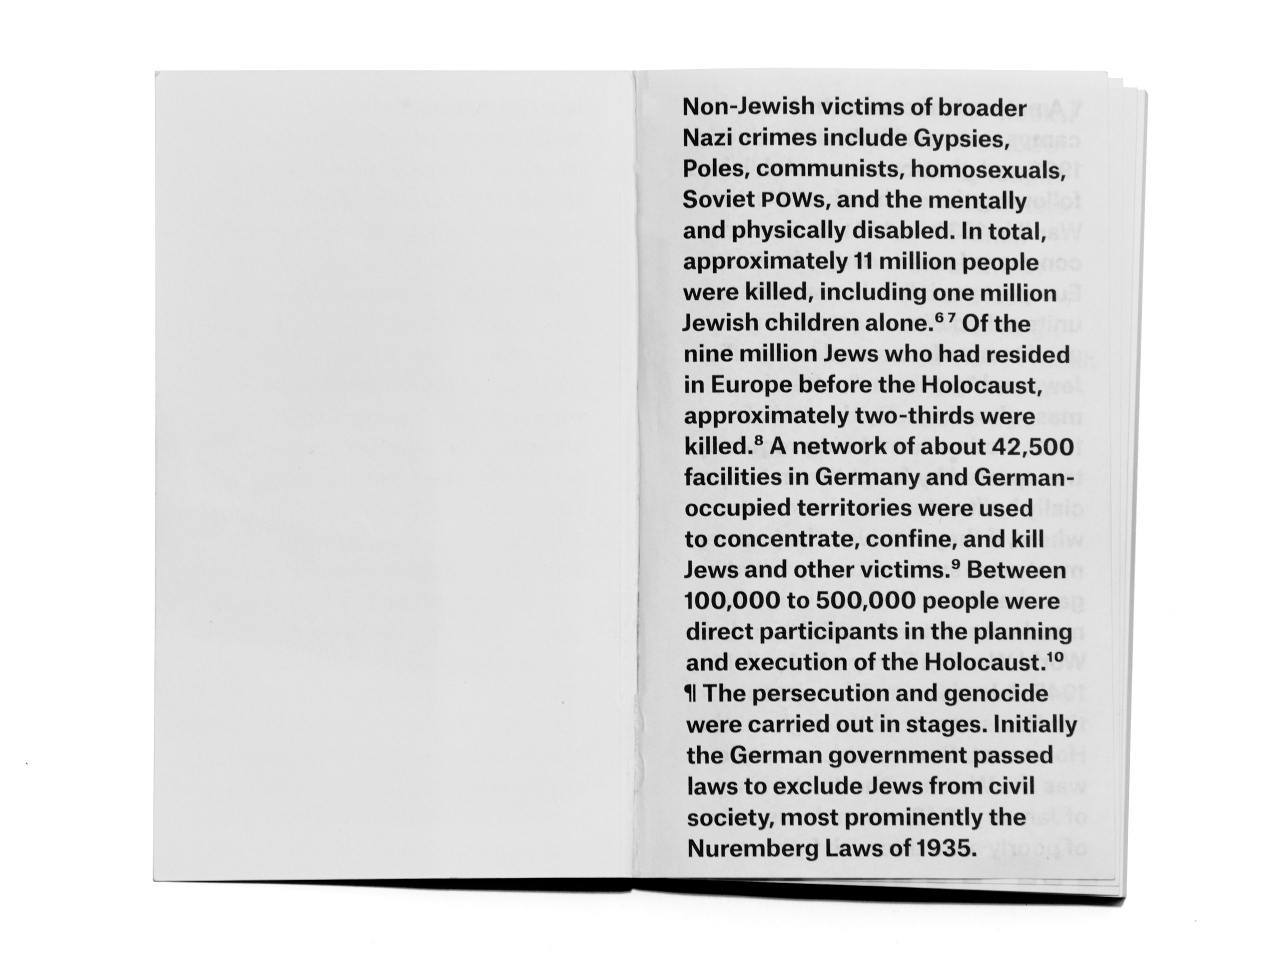 Non-Jewish victims of broader
Nazi crimes include Gypsies,
Poles, communists, homosexuals,
Soviet POWs, and the mentally
and physically disabled. In total,
approximately 11 million people
were killed, including one million
Jewish children alone.⁶ ⁷ Of the
nine million Jews who had resided
in Europe before the Holocaust,
approximately two-thirds were
killed.⁸ A network of about 42,500
facilities in Germany and German-
occupied territories were used
to concentrate, confine, and kill
Jews and other victims.⁹ Between
100,000 to 500,000 people were
direct participants in the planning
and execution of the Holocaust.¹⁰
¶ The persecution and genocide
were carried out in stages. Initially
the German government passed
laws to exclude Jews from civil
society, most prominently the
Nuremberg Laws of 1935.